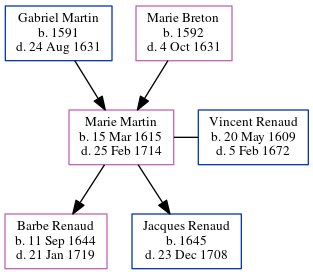 Gabriel Martin
b. 1591
d. 24 Aug 1631
Marie Breton
b. 1592
d. 4 Oct 1631
Marie Martin
b. 15 Mar 1615
d. 25 Feb 1714
Vincent Renaud
b. 20 May 1609
d. 5 Feb 1672
Barbe Renaud
b. 11 Sep 1644
d. 21 Jan 1719
Jacques Renaud
b. 1645
d. 23 Dec 1708